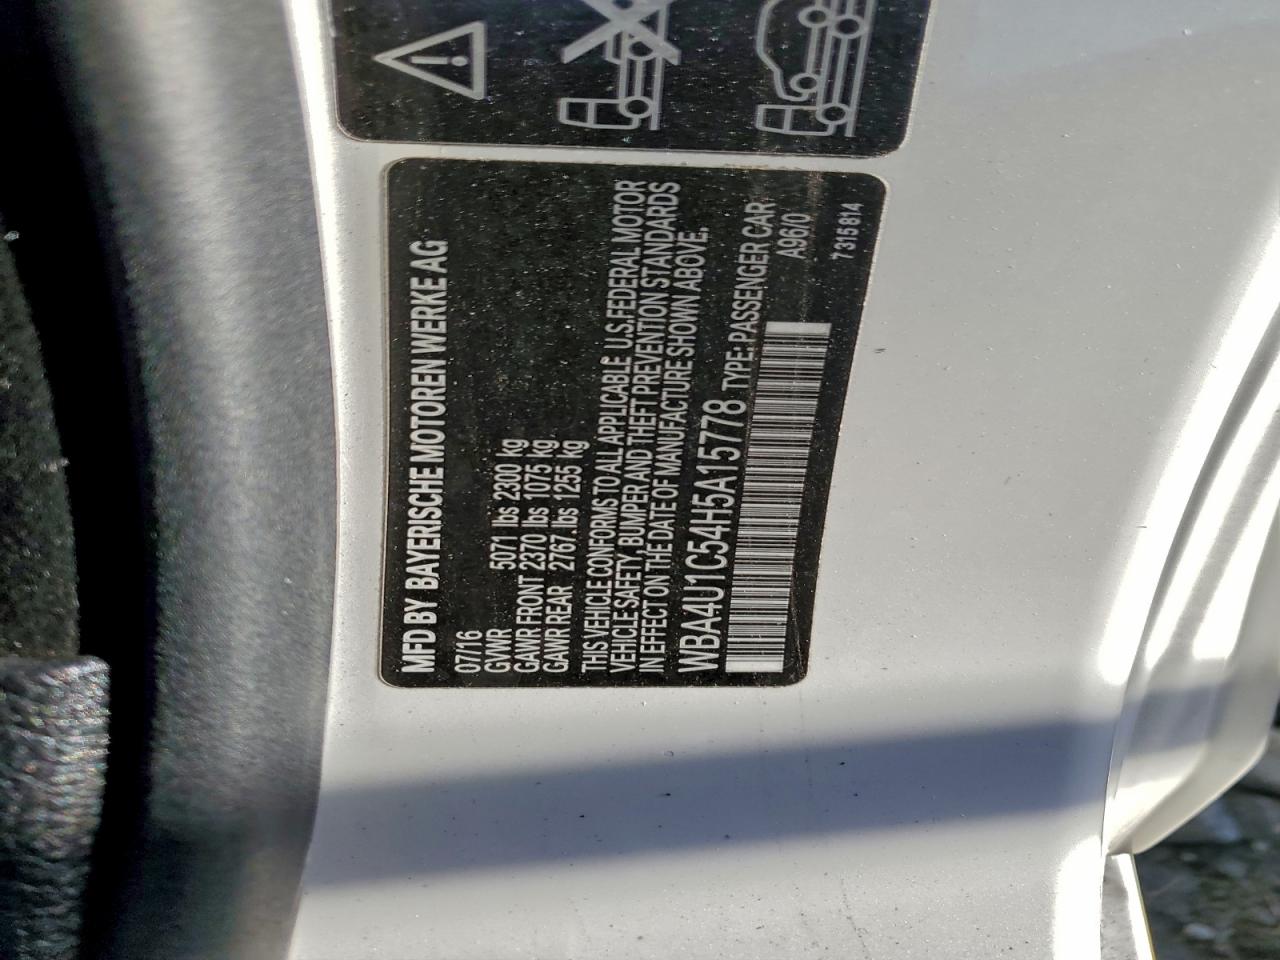 MFD BY BAYERISCHE MOTOREN WERKE AG
07/16
GVWR 5071 lbs 2300 kg
GAWR FRONT 2370 lbs 1075 kg
GAWR REAR 2767.lbs 1255 kg
THIS VEHICLE CONFORMS TO ALL APPLICABLE U.S.FEDERAL MOTOR
VEHICLE SAFETY, BUMPER AND THEFT PREVENTION STANDARDS
IN EFFECT ON THE DATE OF MANUFACTURE SHOWN ABOVE.
WBA4U1C54H5A15778 TYPE: PASSENGER CAR
A96/0
7315814